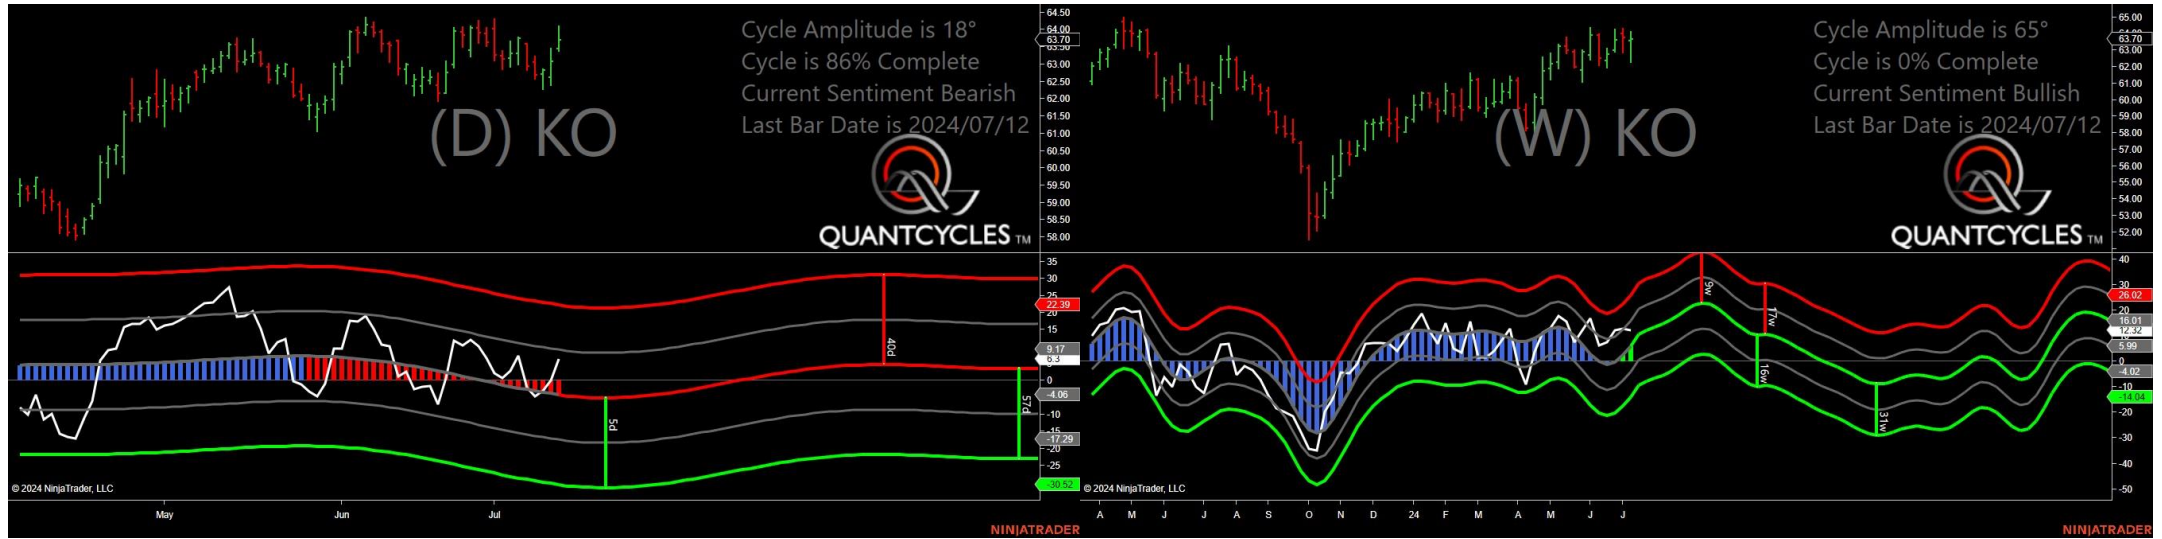 Cycle Amplitude is 18°
Cycle is 86% Complete
Current Sentiment Bearish
Last Bar Date is 2024/07/12
(D) KO
QUANTCYCLES TM
64.50
64.00
63.70
63.50
63.00
62.50
62.00
61.50
61.00
60.50
60.00
59.50
59.00
58.50
58.00
35
30
25
22.39
20
15
9.17
6.3
0
-4.06
-10
-15
-17.29
-20
-25
-30.52
40d
5d
57d
© 2024 NinjaTrader, LLC
May
Jun
Jul
NINJATRADER
Cycle Amplitude is 65°
Cycle is 0% Complete
Current Sentiment Bullish
Last Bar Date is 2024/07/12
(W) KO
QUANTCYCLES TM
65.00
63.70
63.00
62.00
61.00
60.00
59.00
58.00
57.00
56.00
55.00
54.00
53.00
52.00
40
30
26.02
20
16.01
12.32
5.99
0
-4.02
-10
-14.04
-20
-30
-40
-50
9w
17w
16w
31w
© 2024 NinjaTrader, LLC
A M J J A S O N D 24 F M A M J J
NINJATRADER